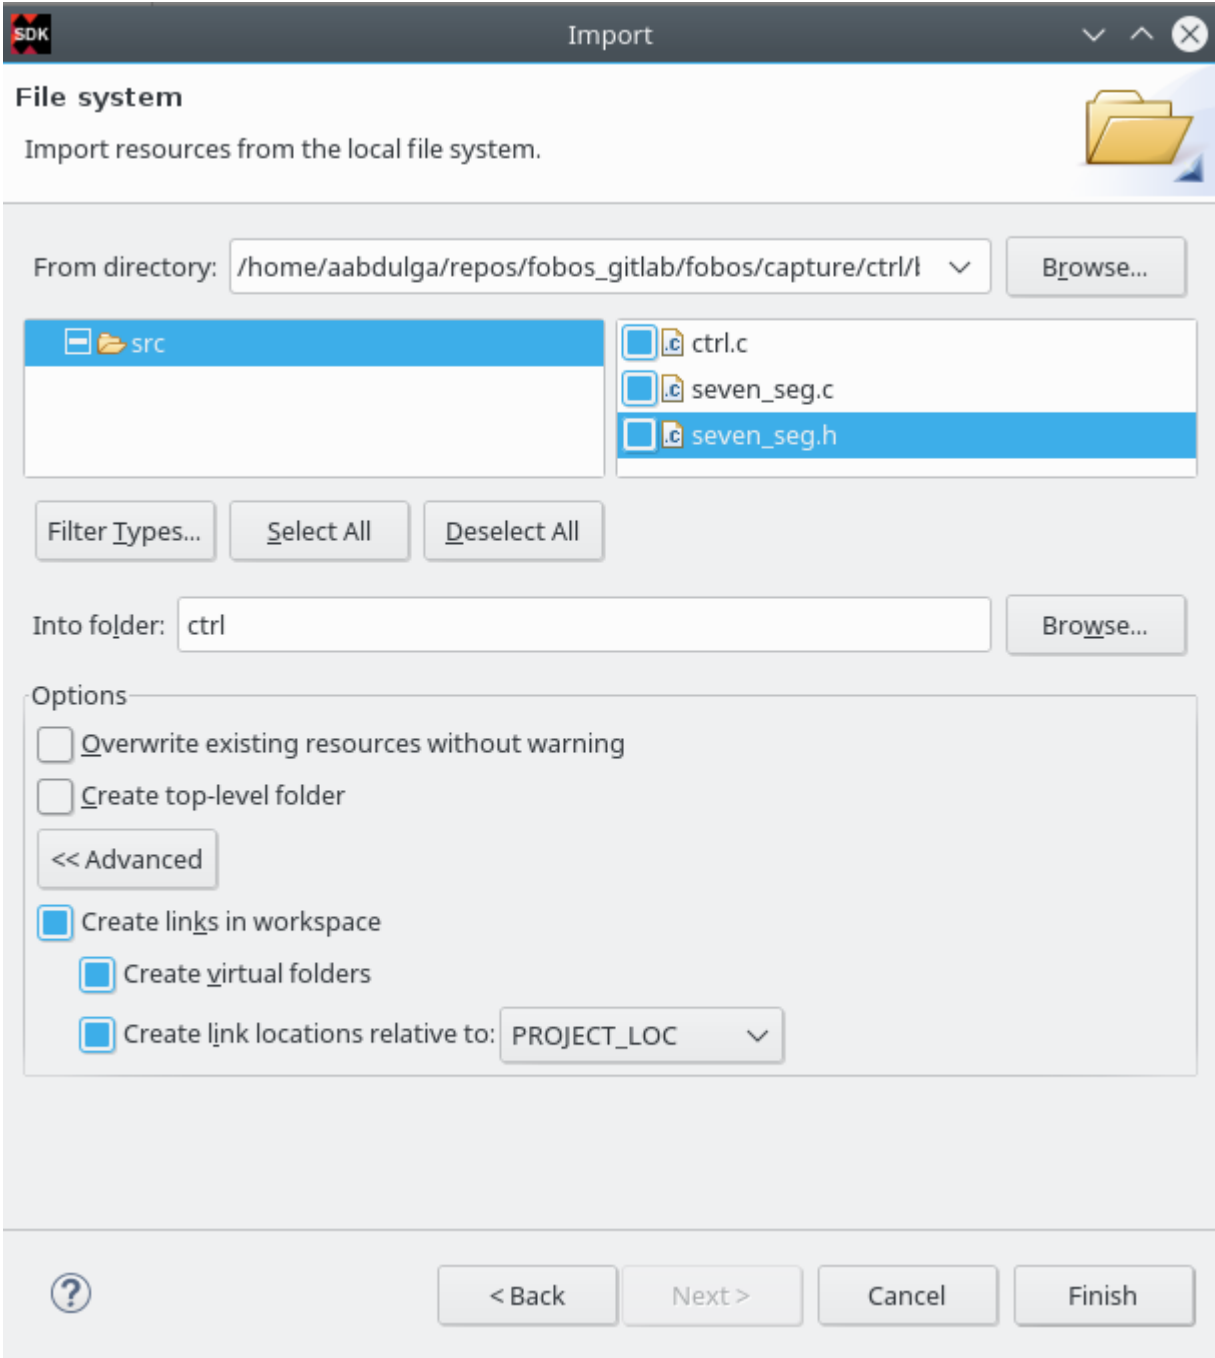 SDK Import
File system
Import resources from the local file system.
From directory: /home/aabdulga/repos/fobos_gitlab/fobos/capture/ctrl/ Browse...
src
.c ctrl.c
.c seven_seg.c
.c seven_seg.h
Filter Types... Select All Deselect All
Into folder: ctrl Browse...
Options
Overwrite existing resources without warning
Create top-level folder
<< Advanced
Create links in workspace
Create virtual folders
Create link locations relative to: PROJECT_LOC
? < Back Next > Cancel Finish